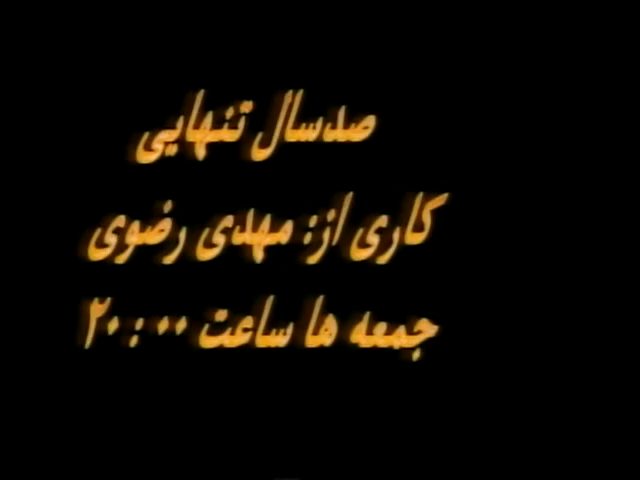 صدسال تنهایی
کاری از: مهدی رضوی
جمعه ها ساعت ۲۰:۰۰